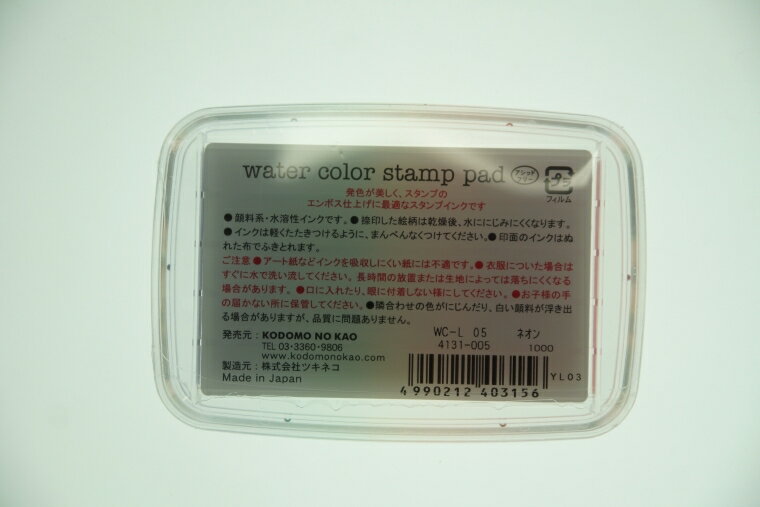 water color stamp pad
アシッドフリー
プラ
フィルム
発色が美しく、スタンプの
エンボス仕上げに最適なスタンプインクです
●顔料系・水溶性インクです。●捺印した絵柄は乾燥後、水ににじみにくくなります。
●インクは軽くたたきつけるように、まんべんなくつけてください。●印面のインクはぬ
れた布でふきとれます。
ご注意●アート紙などインクを吸収しにくい紙には不適です。●衣服についた場合は
すぐに水で洗い流してください。長時間の放置または生地によっては落ちにくくなる
場合があります。●口に入れたり、眼に付着しない様にしてください。●お子様の手
の届かない所に保管してください。●隣合わせの色がにじんだり、白い顔料が浮き出
る場合がありますが、品質に問題ありません。
発売元：KODOMO NO KAO
TEL 03・3360・9806
www.kodomonokao.com
製造元：株式会社ツキネコ
Made in Japan
WC-L 05 ネオン
4131-005 1000
YL03
4 990212 403156